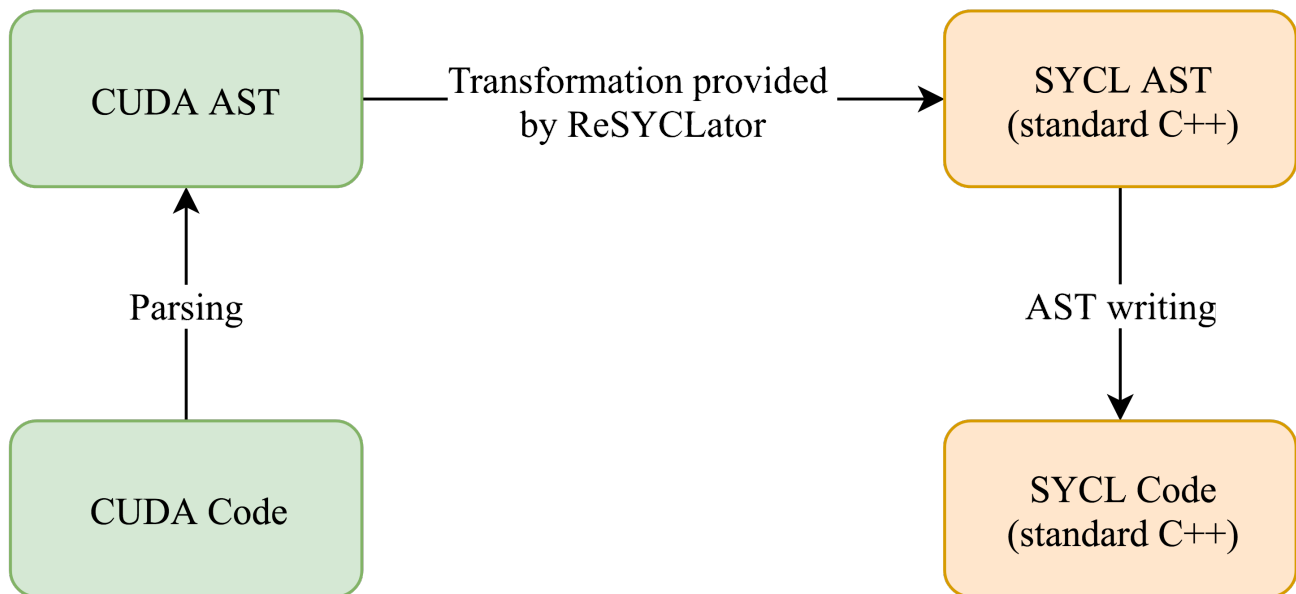 CUDA AST
Transformation provided
by ReSYCLator
SYCL AST
(standard C++)
Parsing
AST writing
CUDA Code
SYCL Code
(standard C++)